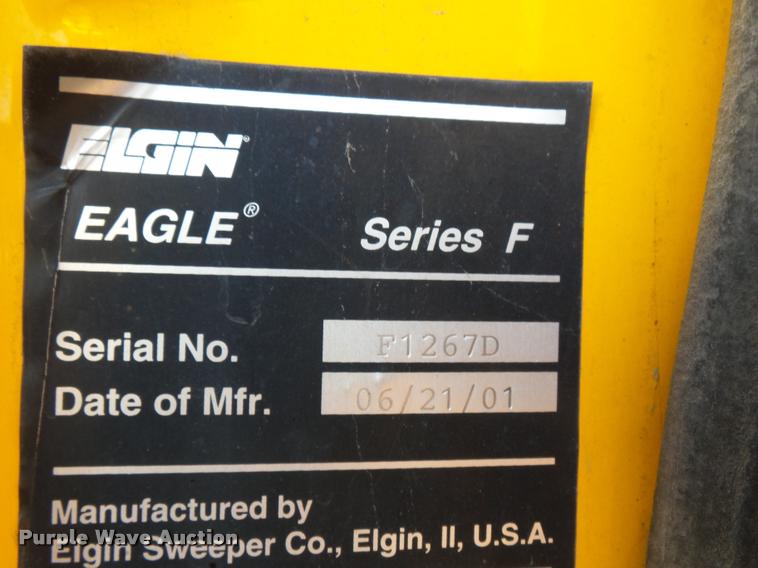 ELGIN®
EAGLE® Series F
Serial No. F1267D
Date of Mfr. 06/21/01
Manufactured by
Elgin Sweeper Co., Elgin, Il, U.S.A.
Purple Wave Auction